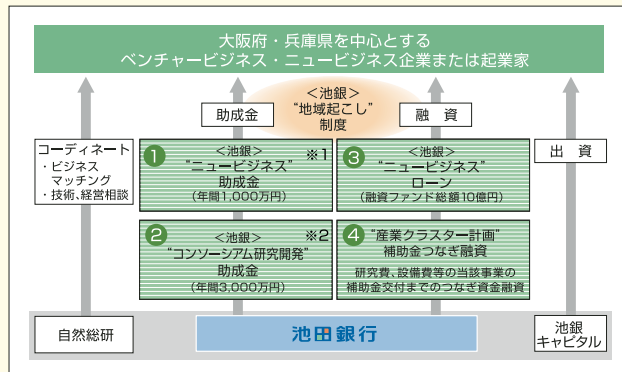 大阪府・兵庫県を中心とする
ベンチャービジネス・ニュービジネス企業または起業家
＜池銀＞
“地域起こし”
制度
助成金
融　資
コーディネート
・ビジネス
マッチング
・技術、経営相談
❶ ＜池銀＞ ※1
“ニュービジネス”
助成金
（年間1,000万円）
❸ ＜池銀＞
“ニュービジネス”
ローン
（融資ファンド総額10億円）
出　資
❷ ＜池銀＞ ※2
“コンソーシアム研究開発”
助成金
（年間3,000万円）
❹ “産業クラスター計画”
補助金つなぎ融資
研究費、設備費等の当該事業の
補助金交付までのつなぎ資金融資
自然総研
池田銀行
池銀
キャピタル